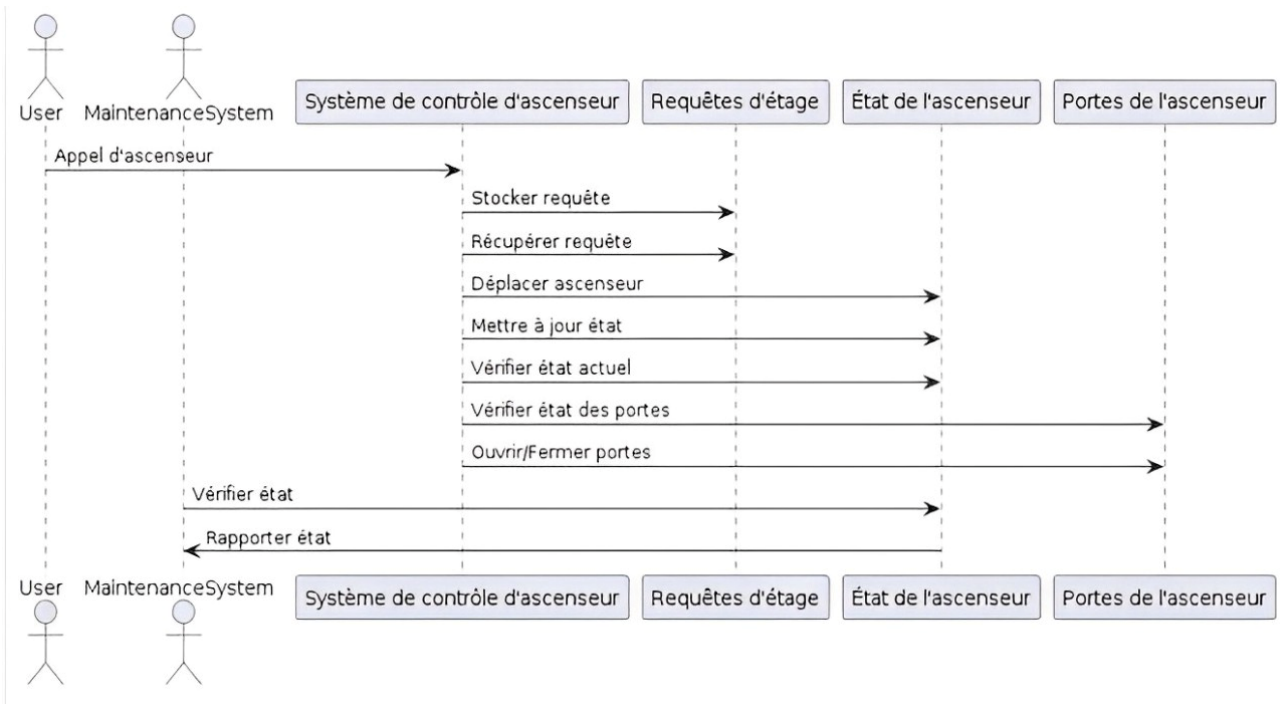 User
MaintenanceSystem
Système de contrôle d'ascenseur
Requêtes d'étage
État de l'ascenseur
Portes de l'ascenseur
Appel d'ascenseur
Stocker requête
Récupérer requête
Déplacer ascenseur
Mettre à jour état
Vérifier état actuel
Vérifier état des portes
Ouvrir/Fermer portes
Vérifier état
Rapporter état
User
MaintenanceSystem
Système de contrôle d'ascenseur
Requêtes d'étage
État de l'ascenseur
Portes de l'ascenseur